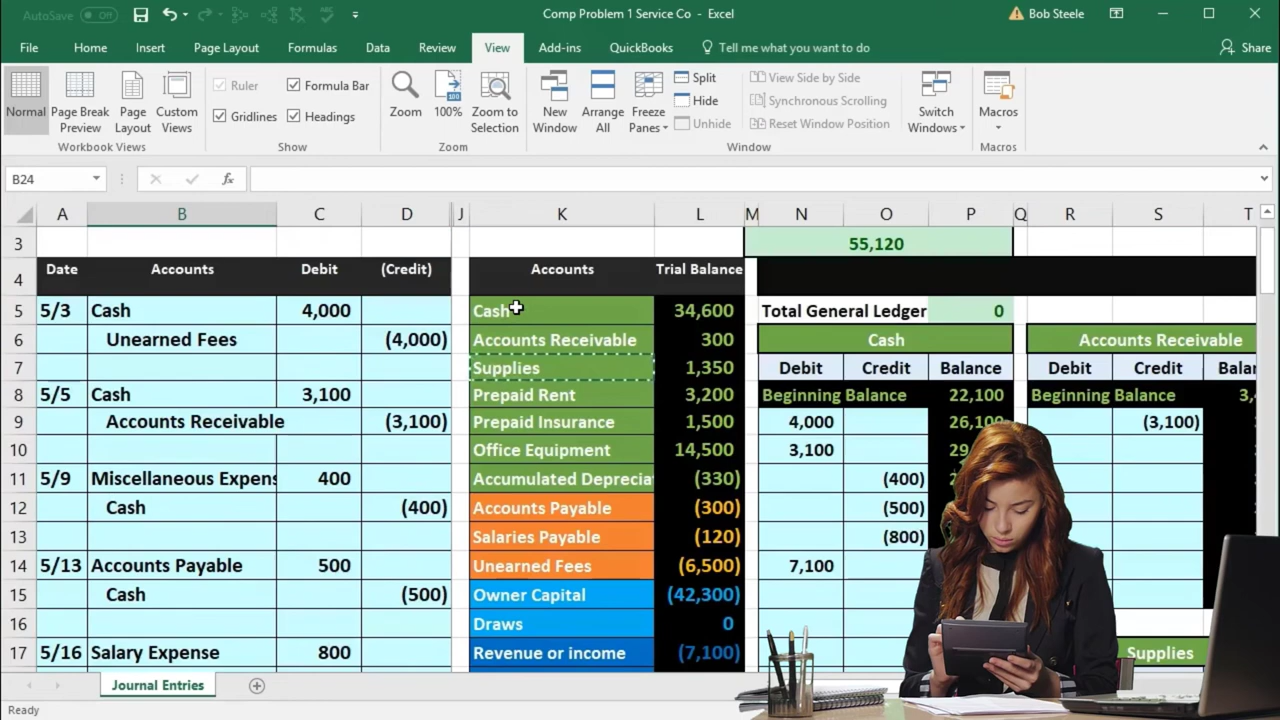 AutoSave Off
Comp Problem 1 Service Co - Excel
Bob Steele
File Home Insert Page Layout Formulas Data Review View Add-ins QuickBooks Tell me what you want to do Share
Normal
Page Break Preview
Page Layout
Custom Views
Workbook Views
Ruler
Formula Bar
Gridlines
Headings
Show
Zoom
100
100%
Zoom to Selection
Zoom
New Window
Arrange All
Freeze Panes
Split
Hide
Unhide
View Side by Side
Synchronous Scrolling
Reset Window Position
Switch Windows
Window
Macros
Macros
B24 fx
A B C D J K L M N O P Q R S T
3 55,120
4 Date Accounts Debit (Credit) Accounts Trial Balance
5 5/3 Cash 4,000 Cash 34,600 Total General Ledger 0
6 Unearned Fees (4,000) Accounts Receivable 300 Cash Accounts Receivable
7 Supplies 1,350 Debit Credit Balance Debit Credit
8 5/5 Cash 3,100 Prepaid Rent 3,200 Beginning Balance 22,100 Beginning Balance
9 Accounts Receivable (3,100) Prepaid Insurance 1,500 4,000 26,100 (3,100)
10 Office Equipment 14,500 3,100
11 5/9 Miscellaneous Expens 400 Accumulated Deprecia (330) (400)
12 Cash (400) Accounts Payable (300) (500)
13 Salaries Payable (120) (800)
14 5/13 Accounts Payable 500 Unearned Fees (6,500) 7,100
15 Cash (500) Owner Capital (42,300)
16 Draws 0
17 5/16 Salary Expense 800 Revenue or income (7,100) Supplies
Journal Entries
Ready